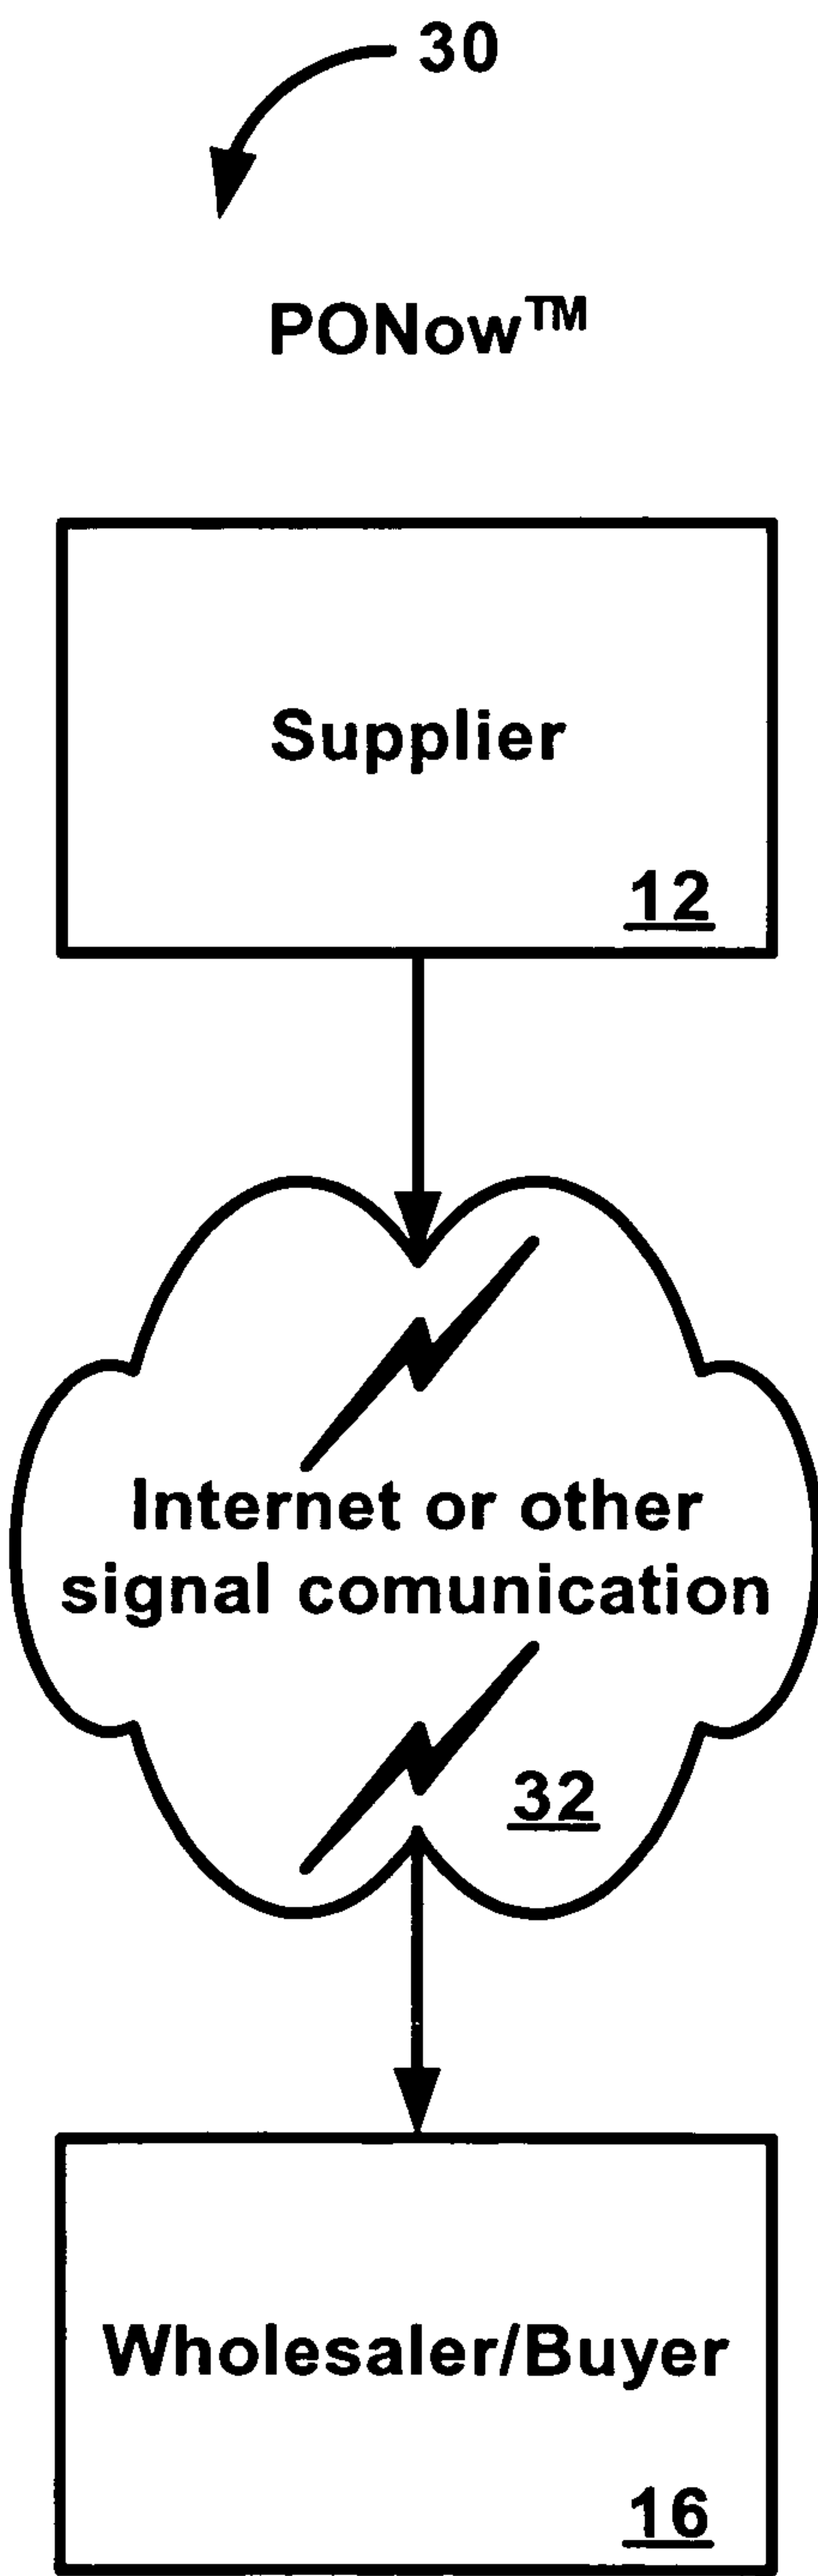 30
PONow™
Supplier
12
Internet or other
signal comunication
32
Wholesaler/Buyer
16